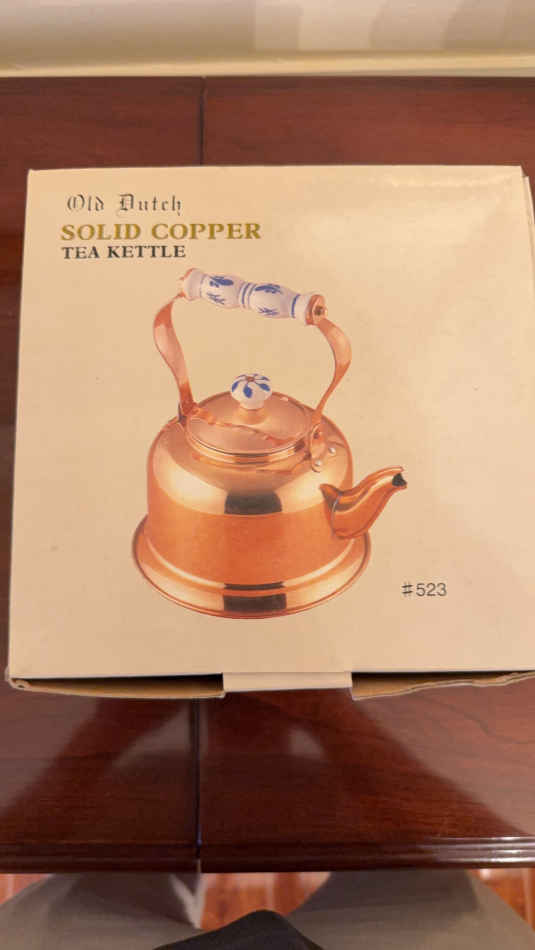 Old Dutch
SOLID COPPER
TEA KETTLE
#523